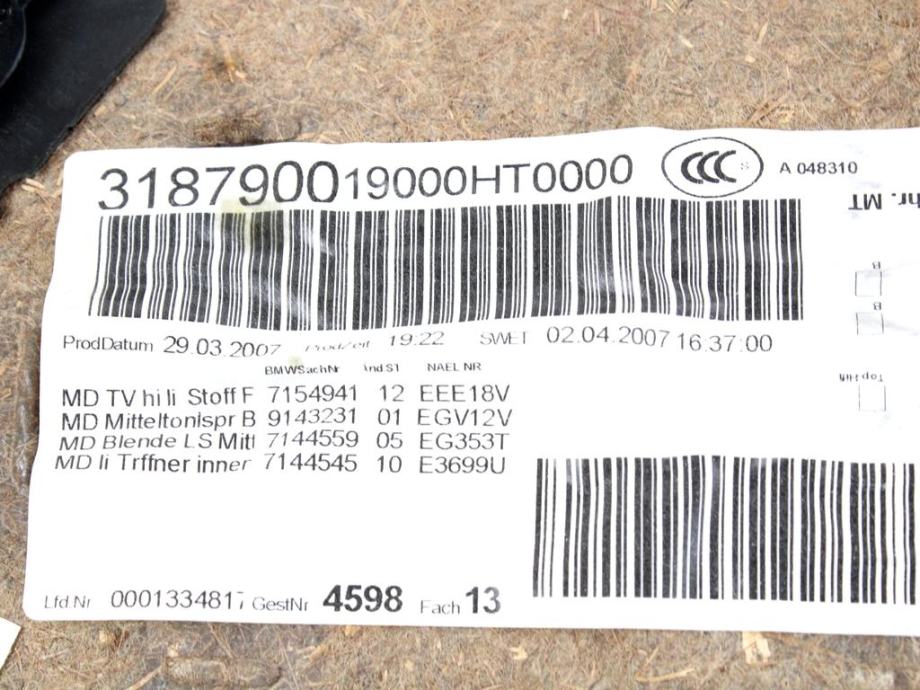 318790019000HT0000
CCC S
A 048310
hr. MT
ProdDatum 29.03.2007 Prodzeit 19:22 SWET 02.04.2007 16:37:00
BMWSachNr Ind S1 NAEL NR
MD TV hi li Stoff F 7154941 12 EEE18V
MD Mitteltonlspr B 9143231 01 EGV12V
MD Blende LS Mitt 7144559 05 EG353T
MD li Trffner inner 7144545 10 E3699U
B
B
Top-Hifi
Lfd.Nr 0001334817 GestNr 4598 Fach 13